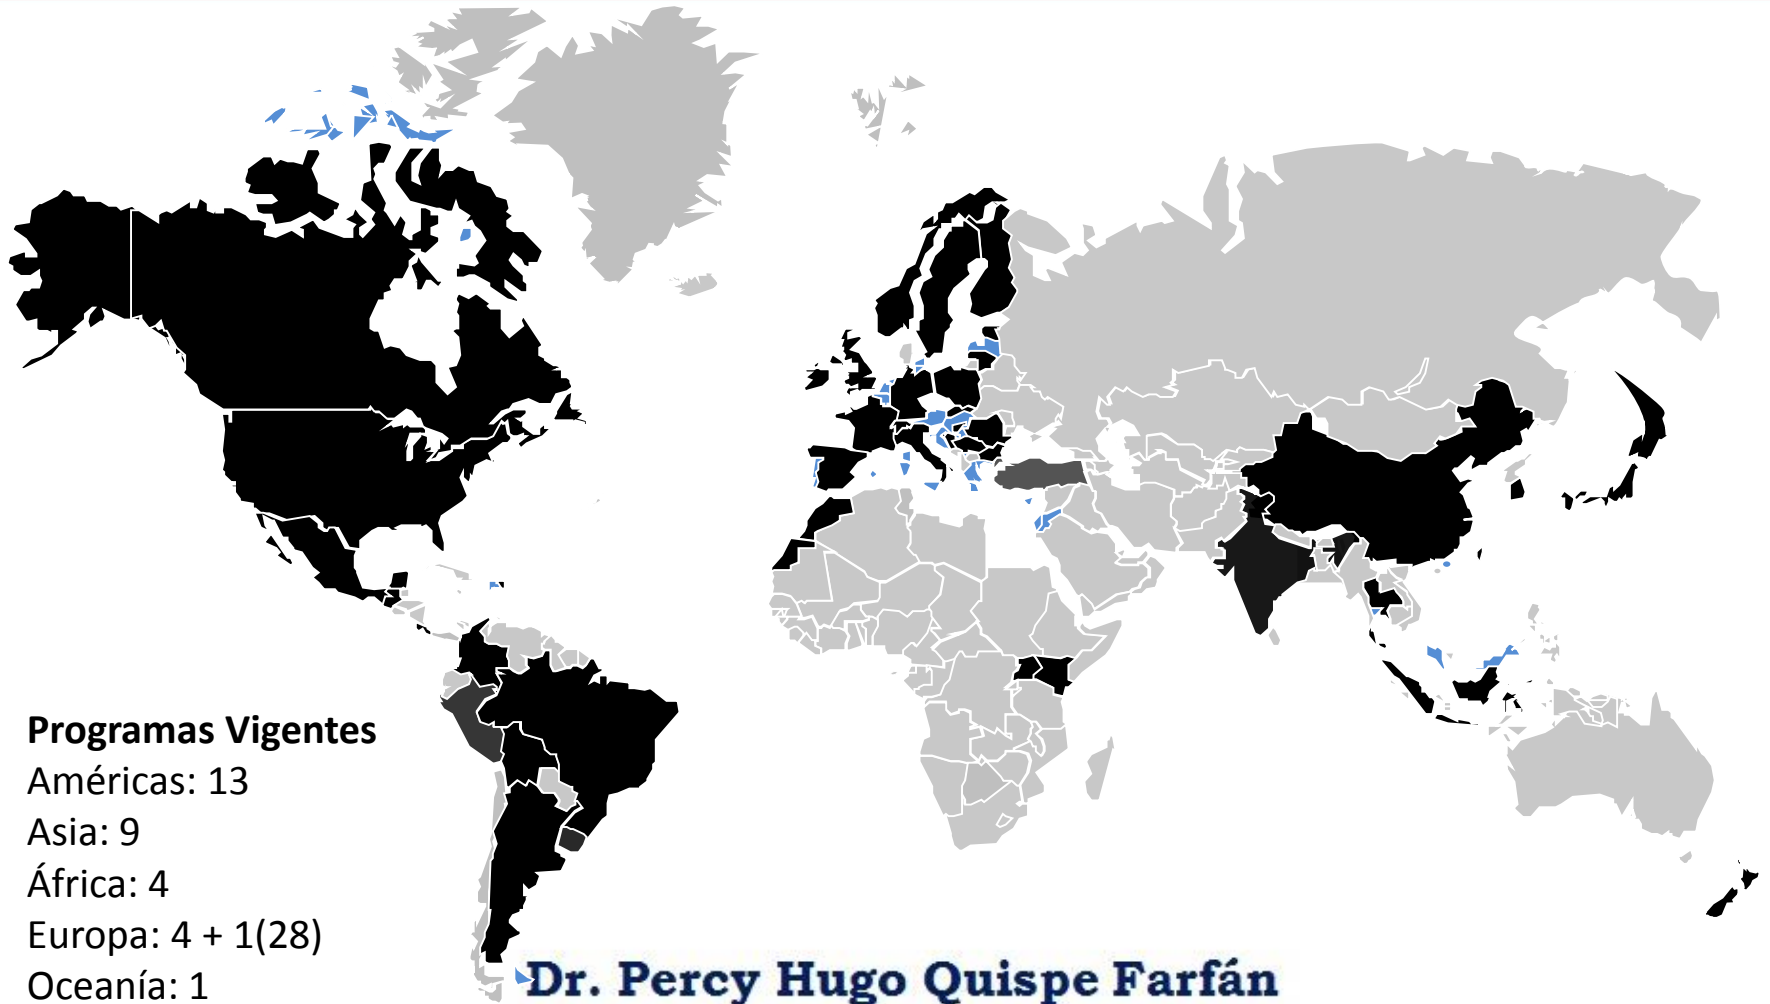 Programas Vigentes
Américas: 13
Asia: 9
África: 4
Europa: 4 + 1(28)
Oceanía: 1
Dr. Percy Hugo Quispe Farfán